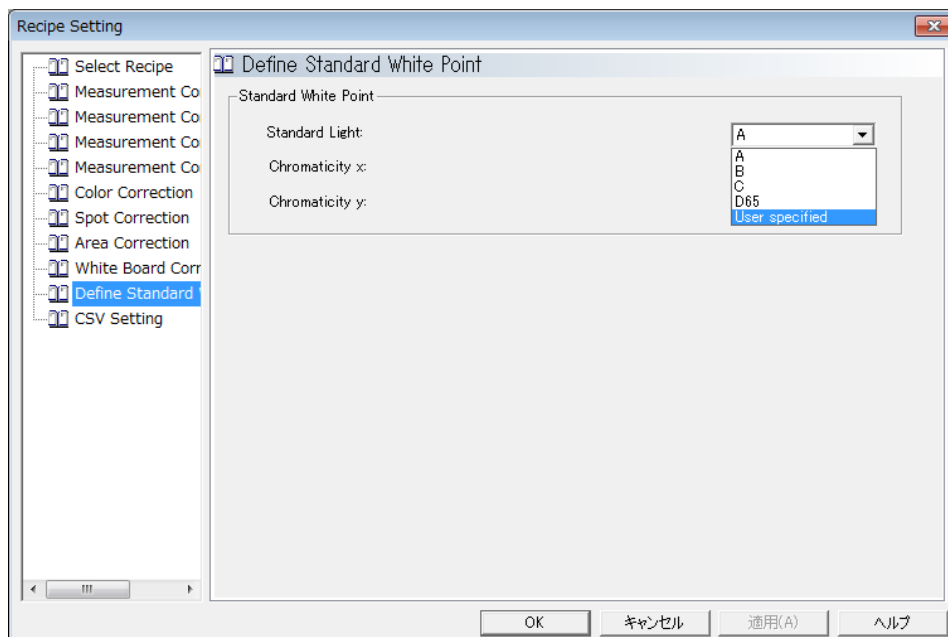 Recipe Setting
Select Recipe
Measurement Co
Measurement Co
Measurement Co
Measurement Co
Color Correction
Spot Correction
Area Correction
White Board Corr
Define Standard
CSV Setting
Define Standard White Point
Standard White Point
Standard Light:
A
Chromaticity x:
Chromaticity y:
A
B
C
D65
User specified
OK
キャンセル
適用(A)
ヘルプ